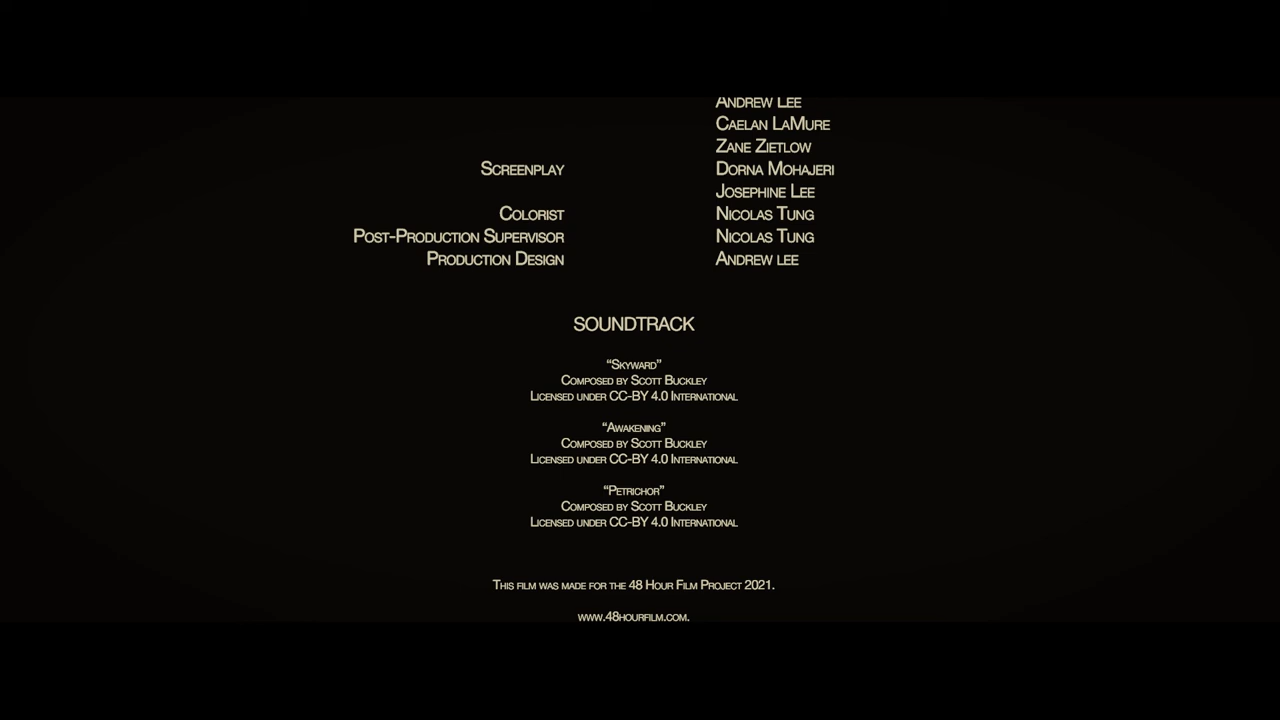 Andrew Lee
Caelan LaMure
Zane Zietlow
Screenplay Dorna Mohajeri
Josephine Lee
Colorist Nicolas Tung
Post-Production Supervisor Nicolas Tung
Production Design Andrew lee
SOUNDTRACK
“Skyward”
Composed by Scott Buckley
Licensed under CC-BY 4.0 International
“Awakening”
Composed by Scott Buckley
Licensed under CC-BY 4.0 International
“Petrichor”
Composed by Scott Buckley
Licensed under CC-BY 4.0 International
This film was made for the 48 Hour Film Project 2021.
www.48hourfilm.com.